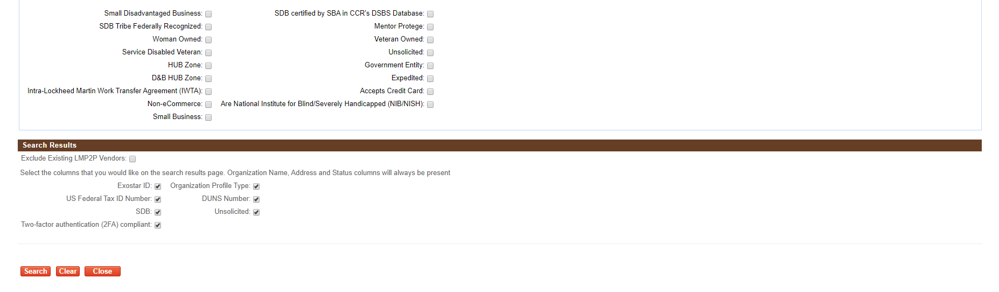 Small Disadvantaged Business: SDB certified by SBA in CCR's DSBS Database:
SDB Tribe Federally Recognized: Mentor Protege:
Woman Owned: Veteran Owned:
Service Disabled Veteran: Unsolicited:
HUB Zone: Government Entity:
D&B HUB Zone: Expedited:
Intra-Lockheed Martin Work Transfer Agreement (IWTA): Accepts Credit Card:
Non-eCommerce: Are National Institute for Blind/Severely Handicapped (NIB/NISH):
Small Business:
Search Results
Exclude Existing LMP2P Vendors:
Select the columns that you would like on the search results page. Organization Name, Address and Status columns will always be present
Exostar ID: Organization Profile Type:
US Federal Tax ID Number: DUNS Number:
SDB: Unsolicited:
Two-factor authentication (2FA) compliant:
Search Clear Close